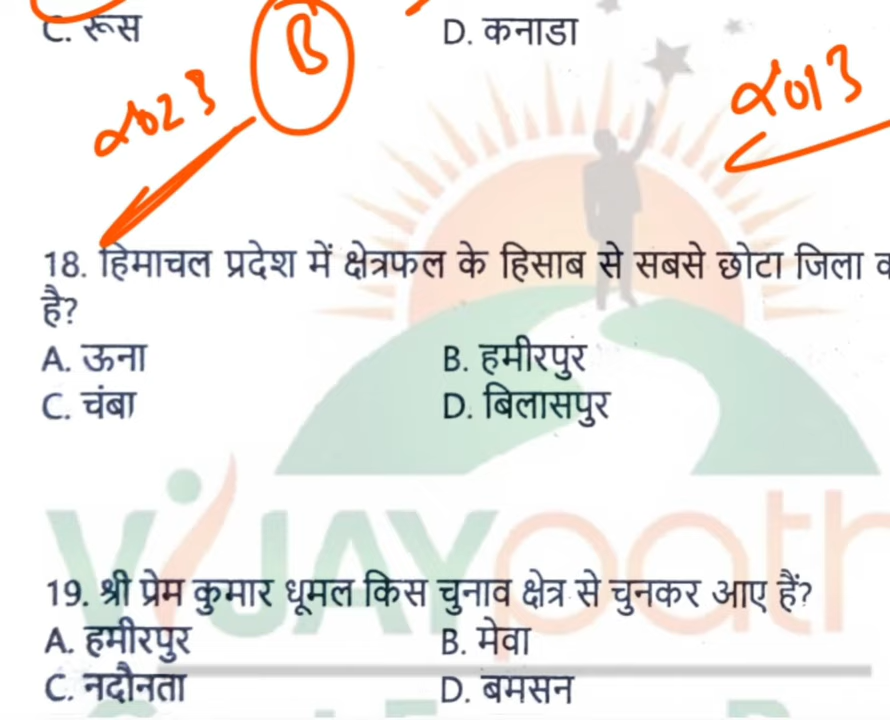 C. रूस D. कनाडा
B
2023
2013
18. हिमाचल प्रदेश में क्षेत्रफल के हिसाब से सबसे छोटा जिला
है?
A. ऊना B. हमीरपुर
C. चंबा D. बिलासपुर
VIJAYpath
19. श्री प्रेम कुमार धूमल किस चुनाव क्षेत्र से चुनकर आए हैं?
A. हमीरपुर B. मेवा
C. नदौनता D. बमसन